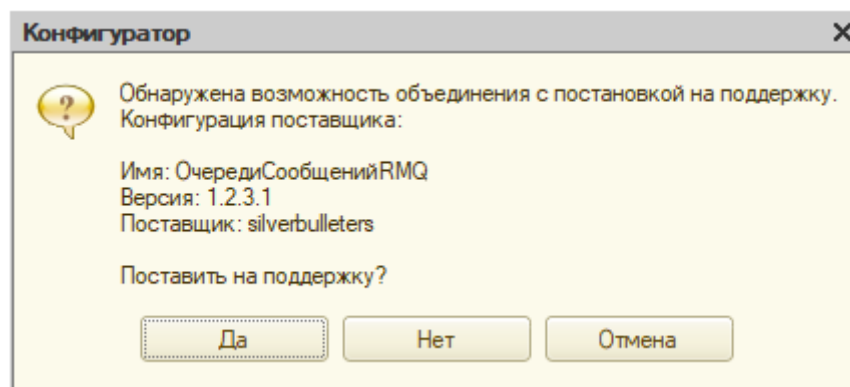 Конфигуратор
Обнаружена возможность объединения с постановкой на поддержку.
Конфигурация поставщика:
Имя: ОчередиСообщенийRMQ
Версия: 1.2.3.1
Поставщик: silverbulleters
Поставить на поддержку?
Да Нет Отмена